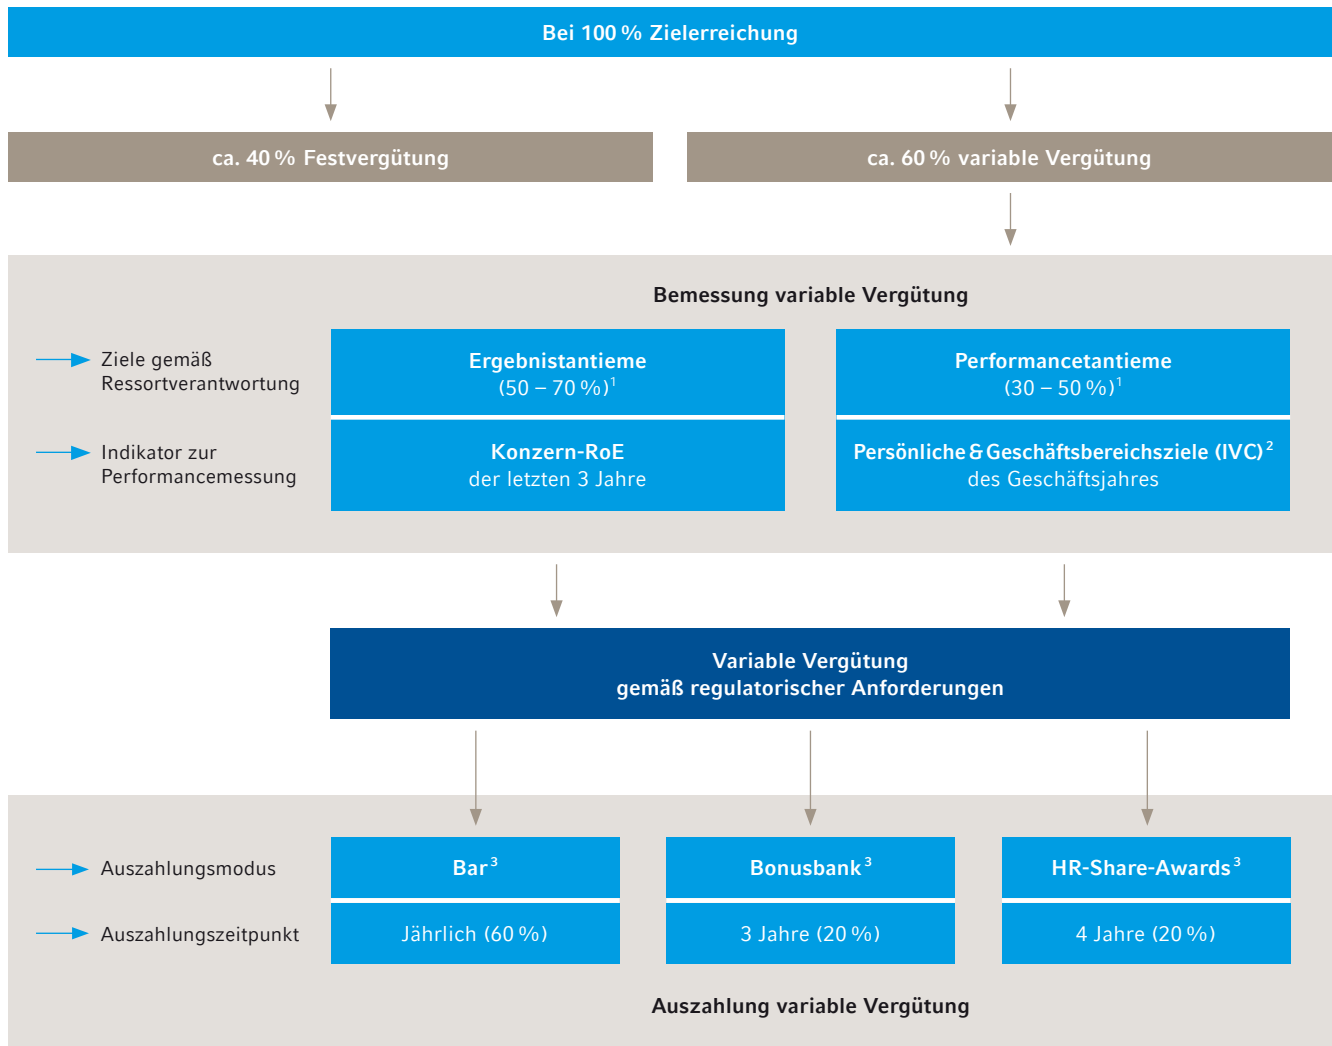 Bei 100 % Zielerreichung
ca. 40 % Festvergütung
ca. 60 % variable Vergütung
Bemessung variable Vergütung
Ziele gemäß
Ressortverantwortung
Ergebnistantieme
(50 – 70 %)¹
Performancetantieme
(30 – 50 %)¹
Indikator zur
Performancemessung
Konzern-RoE
der letzten 3 Jahre
Persönliche & Geschäftsbereichsziele (IVC)²
des Geschäftsjahres
Variable Vergütung
gemäß regulatorischer Anforderungen
Auszahlungsmodus
Bar³
Bonusbank³
HR-Share-Awards³
Auszahlungszeitpunkt
Jährlich (60 %)
3 Jahre (20 %)
4 Jahre (20 %)
Auszahlung variable Vergütung